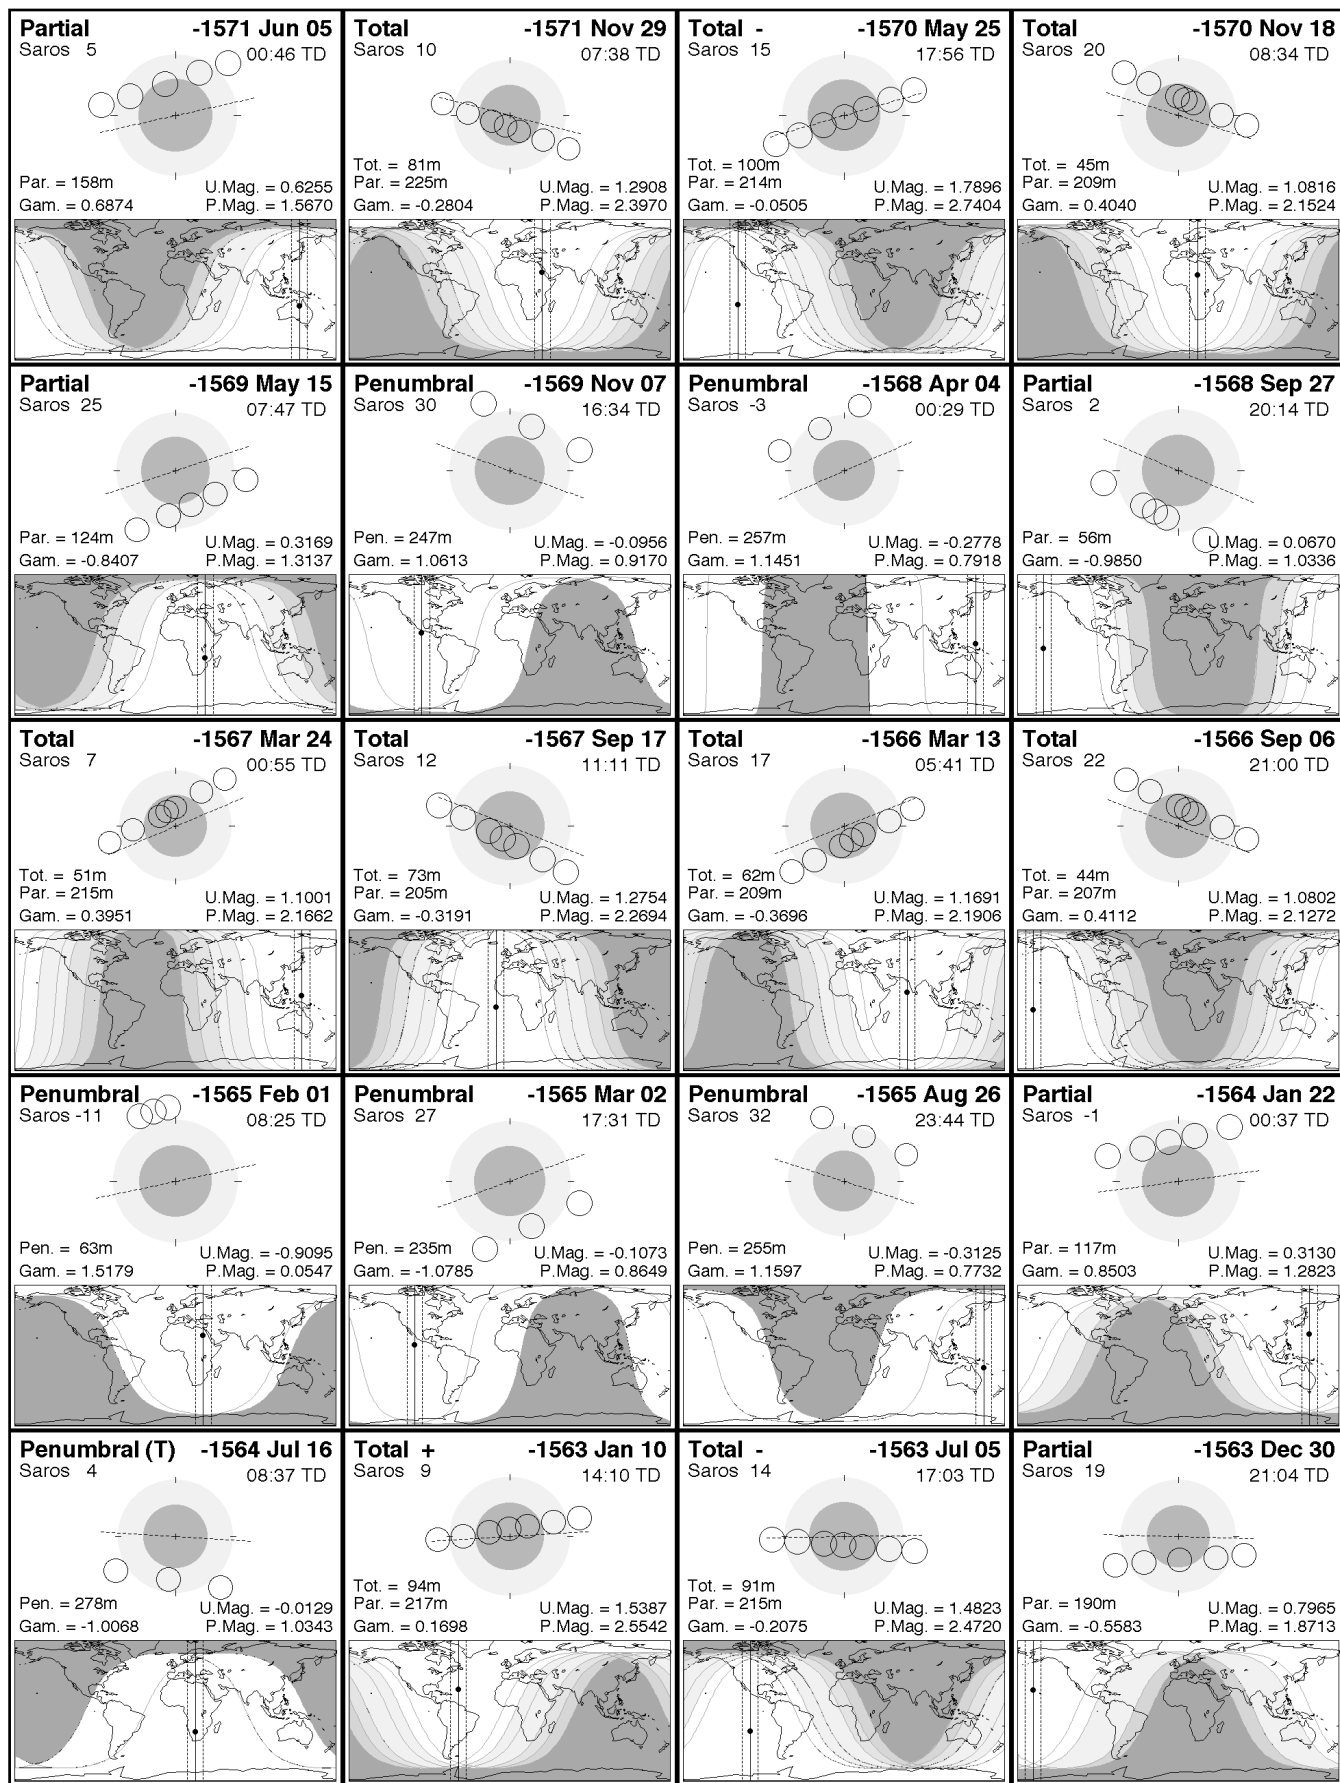 Partial -1571 Jun 05
Saros 5 00:46 TD
Par. = 158m U.Mag. = 0.6255
Gam. = 0.6874 P.Mag. = 1.5670
Total -1571 Nov 29
Saros 10 07:38 TD
Tot. = 81m
Par. = 225m U.Mag. = 1.2908
Gam. = -0.2804 P.Mag. = 2.3970
Total - -1570 May 25
Saros 15 17:56 TD
Tot. = 100m
Par. = 214m U.Mag. = 1.7896
Gam. = -0.0505 P.Mag. = 2.7404
Total -1570 Nov 18
Saros 20 08:34 TD
Tot. = 45m
Par. = 209m U.Mag. = 1.0816
Gam. = 0.4040 P.Mag. = 2.1524
Partial -1569 May 15
Saros 25 07:47 TD
Par. = 124m U.Mag. = 0.3169
Gam. = -0.8407 P.Mag. = 1.3137
Penumbral -1569 Nov 07
Saros 30 16:34 TD
Pen. = 247m U.Mag. = -0.0956
Gam. = 1.0613 P.Mag. = 0.9170
Penumbral -1568 Apr 04
Saros -3 00:29 TD
Pen. = 257m U.Mag. = -0.2778
Gam. = 1.1451 P.Mag. = 0.7918
Partial -1568 Sep 27
Saros 2 20:14 TD
Par. = 56m U.Mag. = 0.0670
Gam. = -0.9850 P.Mag. = 1.0336
Total -1567 Mar 24
Saros 7 00:55 TD
Tot. = 51m
Par. = 215m U.Mag. = 1.1001
Gam. = 0.3951 P.Mag. = 2.1662
Total -1567 Sep 17
Saros 12 11:11 TD
Tot. = 73m
Par. = 205m U.Mag. = 1.2754
Gam. = -0.3191 P.Mag. = 2.2694
Total -1566 Mar 13
Saros 17 05:41 TD
Tot. = 62m
Par. = 209m U.Mag. = 1.1691
Gam. = -0.3696 P.Mag. = 2.1906
Total -1566 Sep 06
Saros 22 21:00 TD
Tot. = 44m
Par. = 207m U.Mag. = 1.0802
Gam. = 0.4112 P.Mag. = 2.1272
Penumbral -1565 Feb 01
Saros -11 08:25 TD
Pen. = 63m U.Mag. = -0.9095
Gam. = 1.5179 P.Mag. = 0.0547
Penumbral -1565 Mar 02
Saros 27 17:31 TD
Pen. = 235m U.Mag. = -0.1073
Gam. = -1.0785 P.Mag. = 0.8649
Penumbral -1565 Aug 26
Saros 32 23:44 TD
Pen. = 255m U.Mag. = -0.3125
Gam. = 1.1597 P.Mag. = 0.7732
Partial -1564 Jan 22
Saros -1 00:37 TD
Par. = 117m U.Mag. = 0.3130
Gam. = 0.8503 P.Mag. = 1.2823
Penumbral (T) -1564 Jul 16
Saros 4 08:37 TD
Pen. = 278m U.Mag. = -0.0129
Gam. = -1.0068 P.Mag. = 1.0343
Total + -1563 Jan 10
Saros 9 14:10 TD
Tot. = 94m
Par. = 217m U.Mag. = 1.5387
Gam. = 0.1698 P.Mag. = 2.5542
Total - -1563 Jul 05
Saros 14 17:03 TD
Tot. = 91m
Par. = 215m U.Mag. = 1.4823
Gam. = -0.2075 P.Mag. = 2.4720
Partial -1563 Dec 30
Saros 19 21:04 TD
Par. = 190m U.Mag. = 0.7965
Gam. = -0.5583 P.Mag. = 1.8713